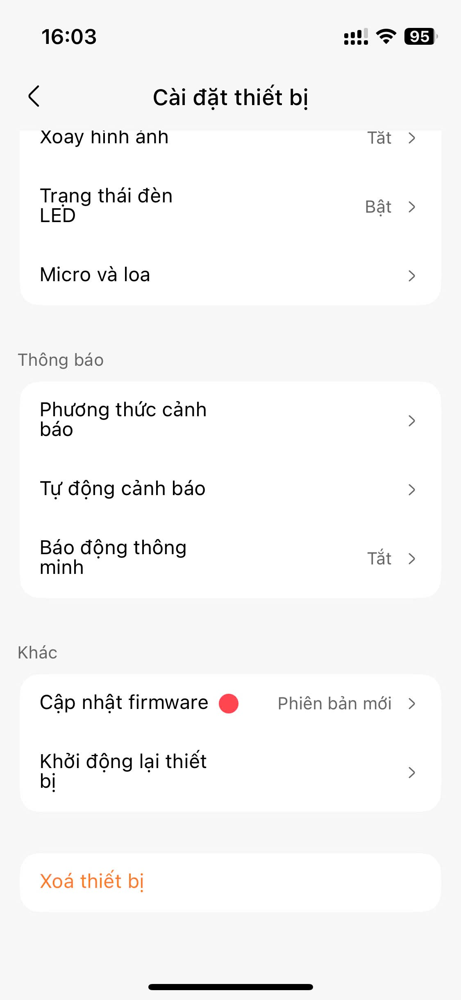 16:03
95
Cài đặt thiết bị
Xoay hình ảnh
Tắt
Trạng thái đèn
LED
Bật
Micro và loa
Thông báo
Phương thức cảnh
báo
Tự động cảnh báo
Báo động thông
minh
Tắt
Khác
Cập nhật firmware
Phiên bản mới
Khởi động lại thiết
bị
Xoá thiết bị